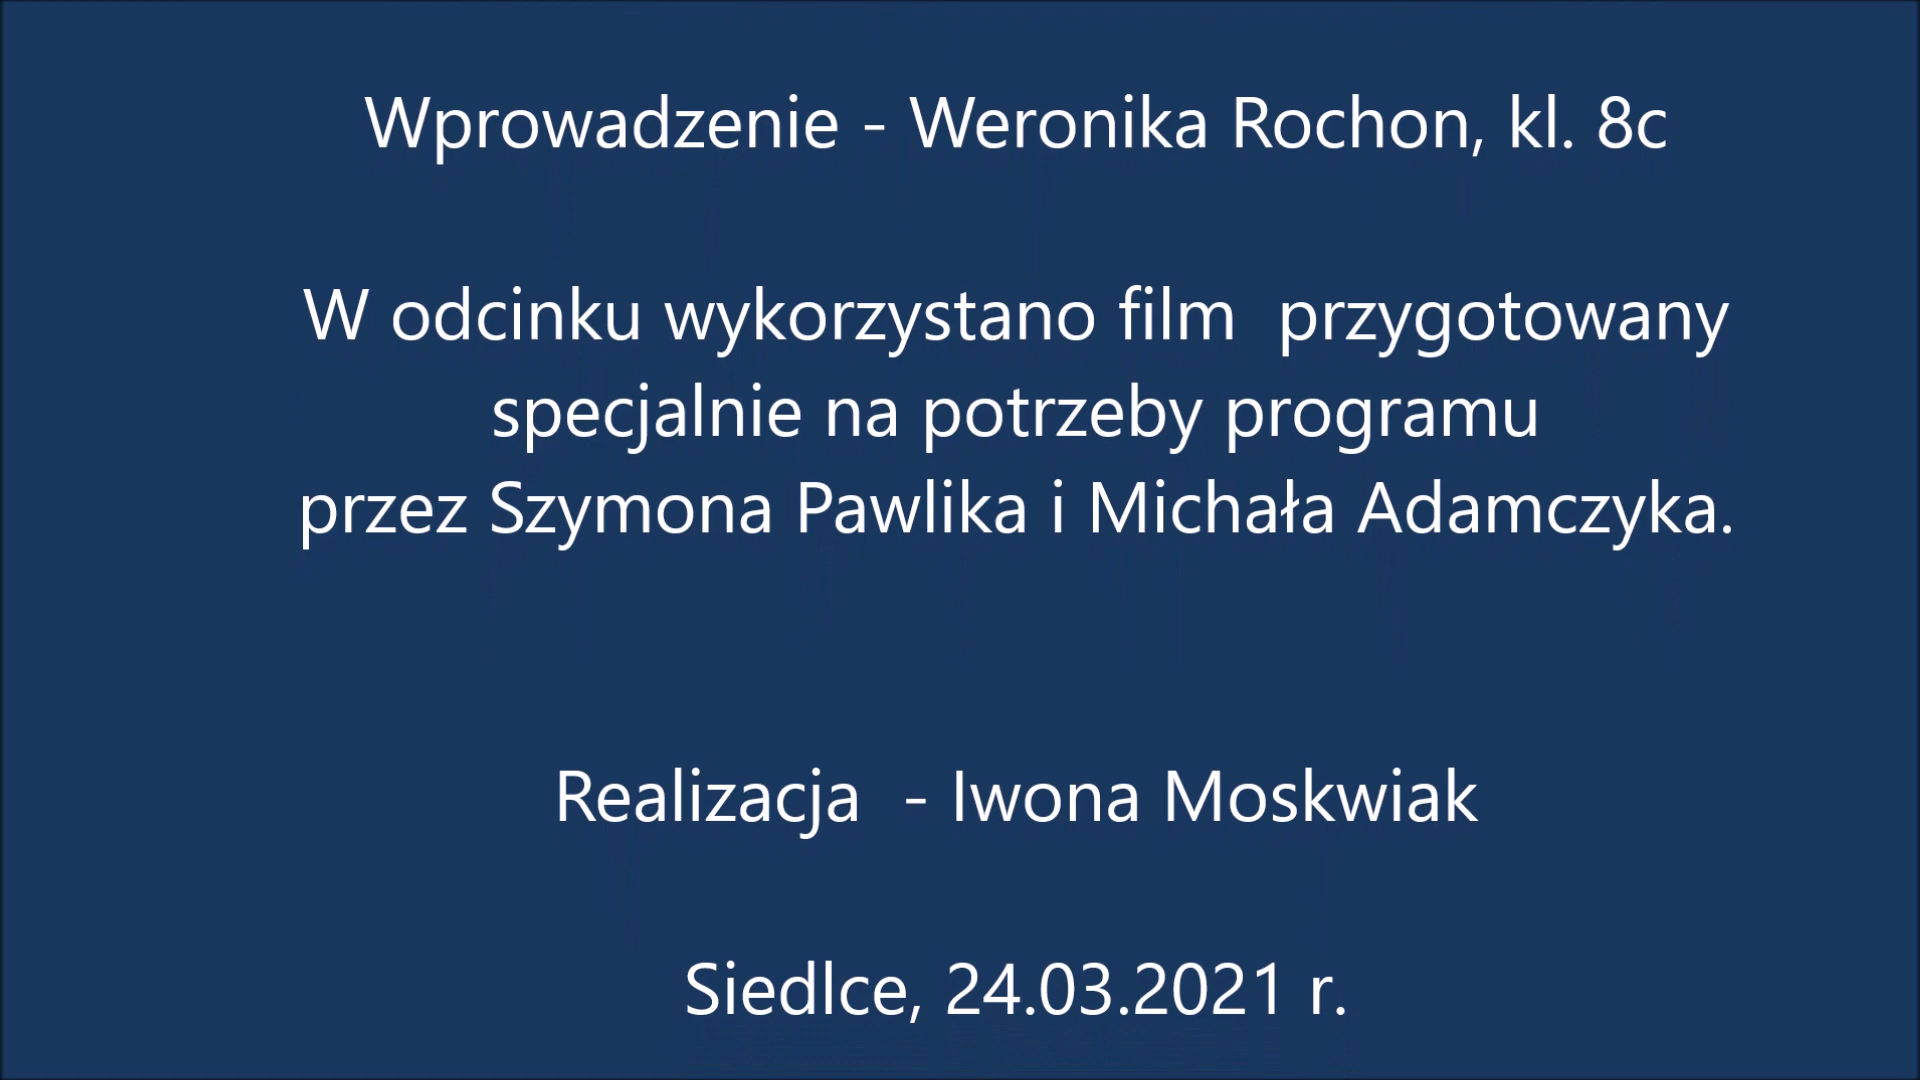 Wprowadzenie - Weronika Rochon, kl. 8c
W odcinku wykorzystano film  przygotowany
specjalnie na potrzeby programu
przez Szymona Pawlika i Michała Adamczyka.
Realizacja  - Iwona Moskwiak
Siedlce, 24.03.2021 r.